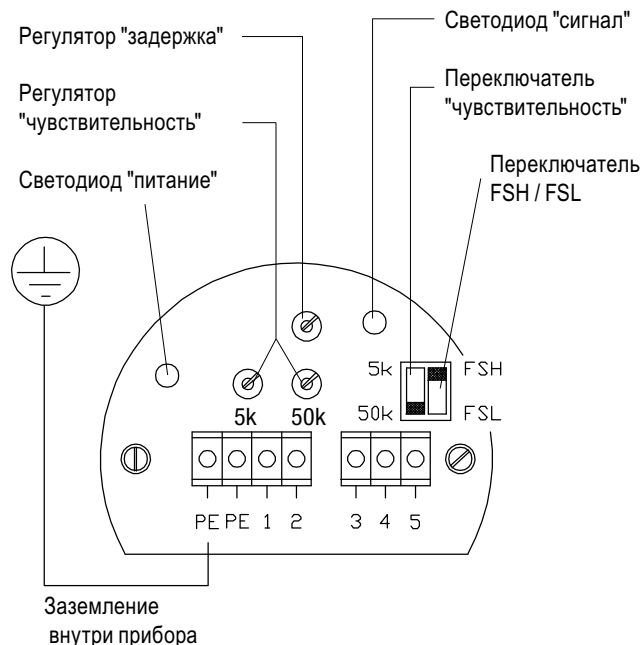 Регулятор "задержка"
Светодиод "сигнал"
Регулятор
"чувствительность"
Переключатель
"чувствительность"
Светодиод "питание"
Переключатель
FSH / FSL
5k FSH
50k FSL
5k 50k
PE PE 1 2 3 4 5
Заземление
внутри прибора